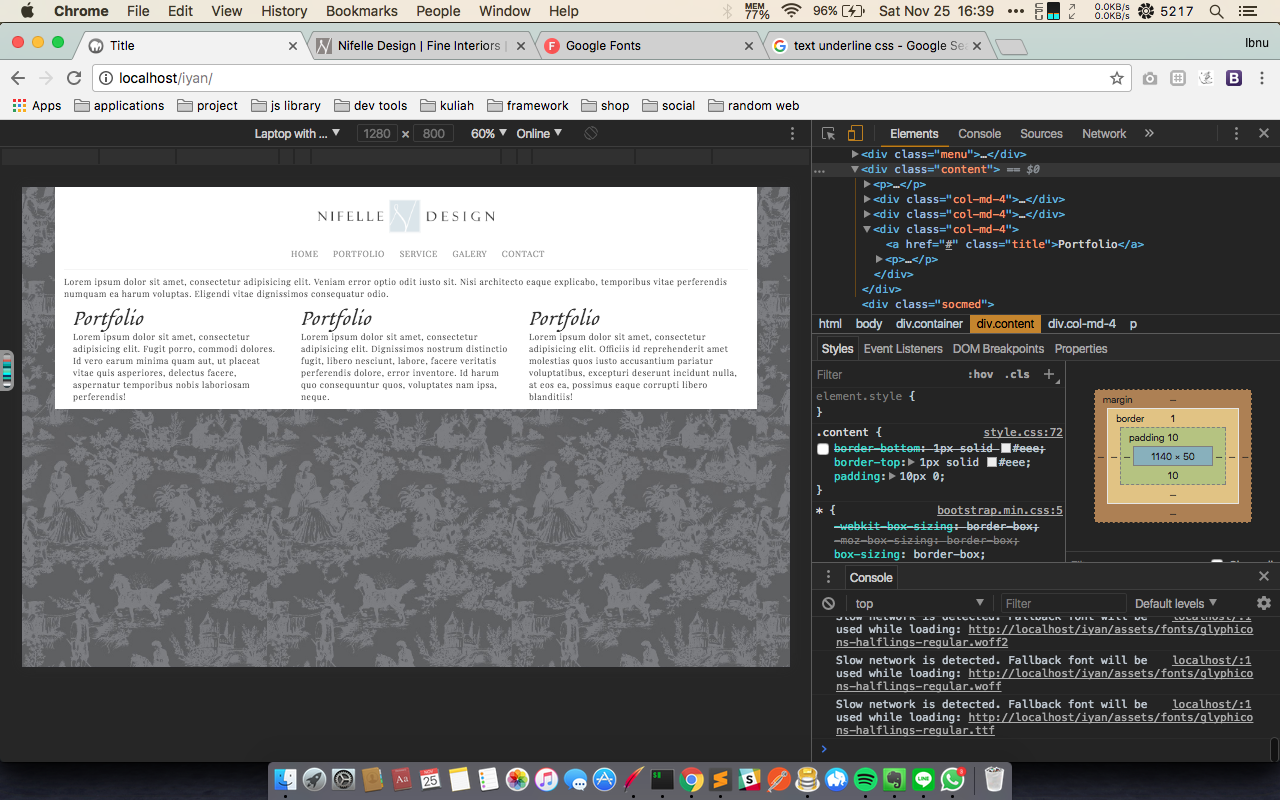 Chrome File Edit View History Bookmarks People Window Help MEM 77% 96% Sat Nov 25 16:39 ••• CPU 0.0KB/s 0.0KB/s 5217
Title Nifelle Design | Fine Interiors | Google Fonts text underline css - Google Se Ibnu
localhost/iyan/
Apps applications project js library dev tools kuliah framework shop social random web
Laptop with ... ▼ 1280 × 800 60% ▼ Online ▼
Elements Console Sources Network »
<div class="menu">…</div>
<div class="content"> == $0
<p>…</p>
<div class="col-md-4">…</div>
<div class="col-md-4">…</div>
<div class="col-md-4">
<a href="#" class="title">Portfolio</a>
<p>…</p>
</div>
</div>
<div class="socmed">
html body div.container div.content div.col-md-4 p
Styles Event Listeners DOM Breakpoints Properties
Filter :hov .cls +
element.style {
}
.content { style.css:72
border-bottom: 1px solid #eee;
border-top: 1px solid #eee;
padding: 10px 0;
}
* { bootstrap.min.css:5
-webkit-box-sizing: border-box;
-moz-box-sizing: border-box;
box-sizing: border-box;
margin –
border 1
padding 10
– – – 1140 × 50 – – –
10
–
–
Console
top ▼ Filter Default levels ▼
Slow network is detected. Fallback font will be localhost/:1
used while loading: http://localhost/iyan/assets/fonts/glyphico
ns-halflings-regular.woff2
Slow network is detected. Fallback font will be localhost/:1
used while loading: http://localhost/iyan/assets/fonts/glyphico
ns-halflings-regular.woff
Slow network is detected. Fallback font will be localhost/:1
used while loading: http://localhost/iyan/assets/fonts/glyphico
ns-halflings-regular.ttf
NIFELLE DESIGN
HOME PORTFOLIO SERVICE GALERY CONTACT
Lorem ipsum dolor sit amet, consectetur adipisicing elit. Veniam error optio odit iusto sit. Nisi architecto eaque explicabo, temporibus vitae perferendis
numquam ea harum voluptas. Eligendi vitae dignissimos consequatur odio.
Portfolio
Lorem ipsum dolor sit amet, consectetur
adipisicing elit. Fugit porro, commodi dolores.
Id vero earum minima quam aut, ut placeat
vitae quis asperiores, delectus facere,
aspernatur temporibus nobis laboriosam
perferendis!
Portfolio
Lorem ipsum dolor sit amet, consectetur
adipisicing elit. Dignissimos nostrum distinctio
fugit, libero nesciunt, labore, facere veritatis
perferendis dolore, error inventore. Id harum
quo consequuntur quos, voluptates nam ipsa,
neque.
Portfolio
Lorem ipsum dolor sit amet, consectetur
adipisicing elit. Officiis id reprehenderit amet
molestias quos iusto accusantium pariatur
voluptatibus, excepturi deserunt incidunt nulla,
at eos ea, possimus eaque corrupti libero
blanditiis!